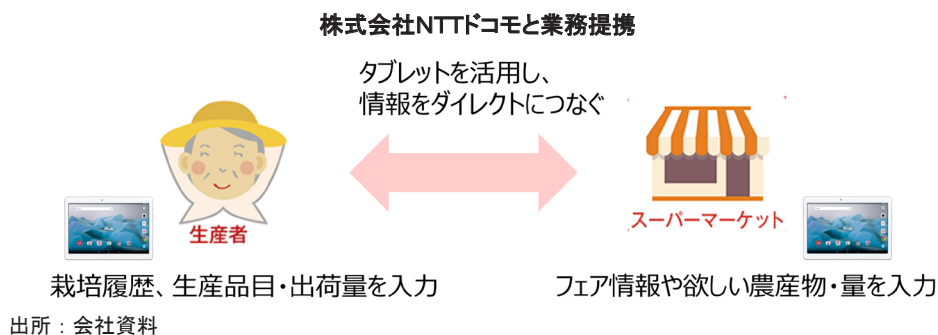 株式会社NTTドコモと業務提携
タブレットを活用し、
情報をダイレクトにつなぐ
生産者
スーパーマーケット
栽培履歴、生産品目・出荷量を入力
フェア情報や欲しい農産物・量を入力
出所：会社資料